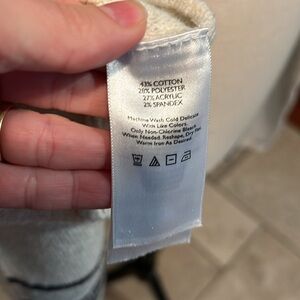 43% COTTON
28% POLYESTER
27% ACRYLIC
2% SPANDEX
Machine Wash Cold Delicate
With Like Colors.
Only Non-Chlorine Bleach
When Needed. Reshape, Dry Flat.
Warm Iron As Desired.